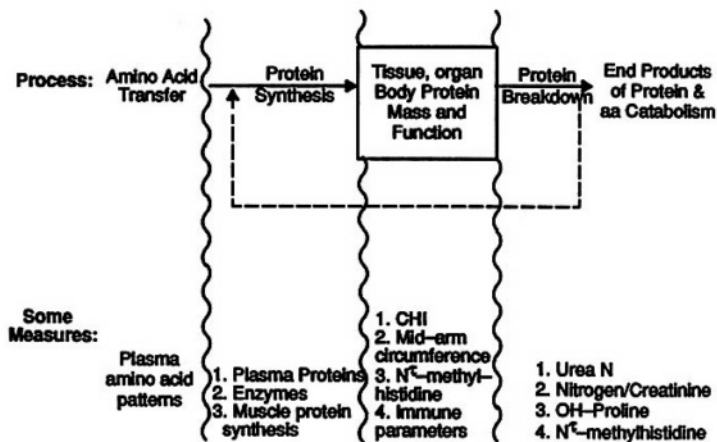 Process:
Amino Acid
Transfer
Protein
Synthesis
Tissue, organ
Body Protein
Mass and
Function
Protein
Breakdown
End Products
of Protein &
aa Catabolism
Some
Measures:
Plasma
amino acid
patterns
1. Plasma Proteins
2. Enzymes
3. Muscle protein
synthesis
1. CHI
2. Mid–arm
circumference
3. Nτ–methyl–
histidine
4. Immune
parameters
1. Urea N
2. Nitrogen/Creatinine
3. OH–Proline
4. Nτ–methylhistidine